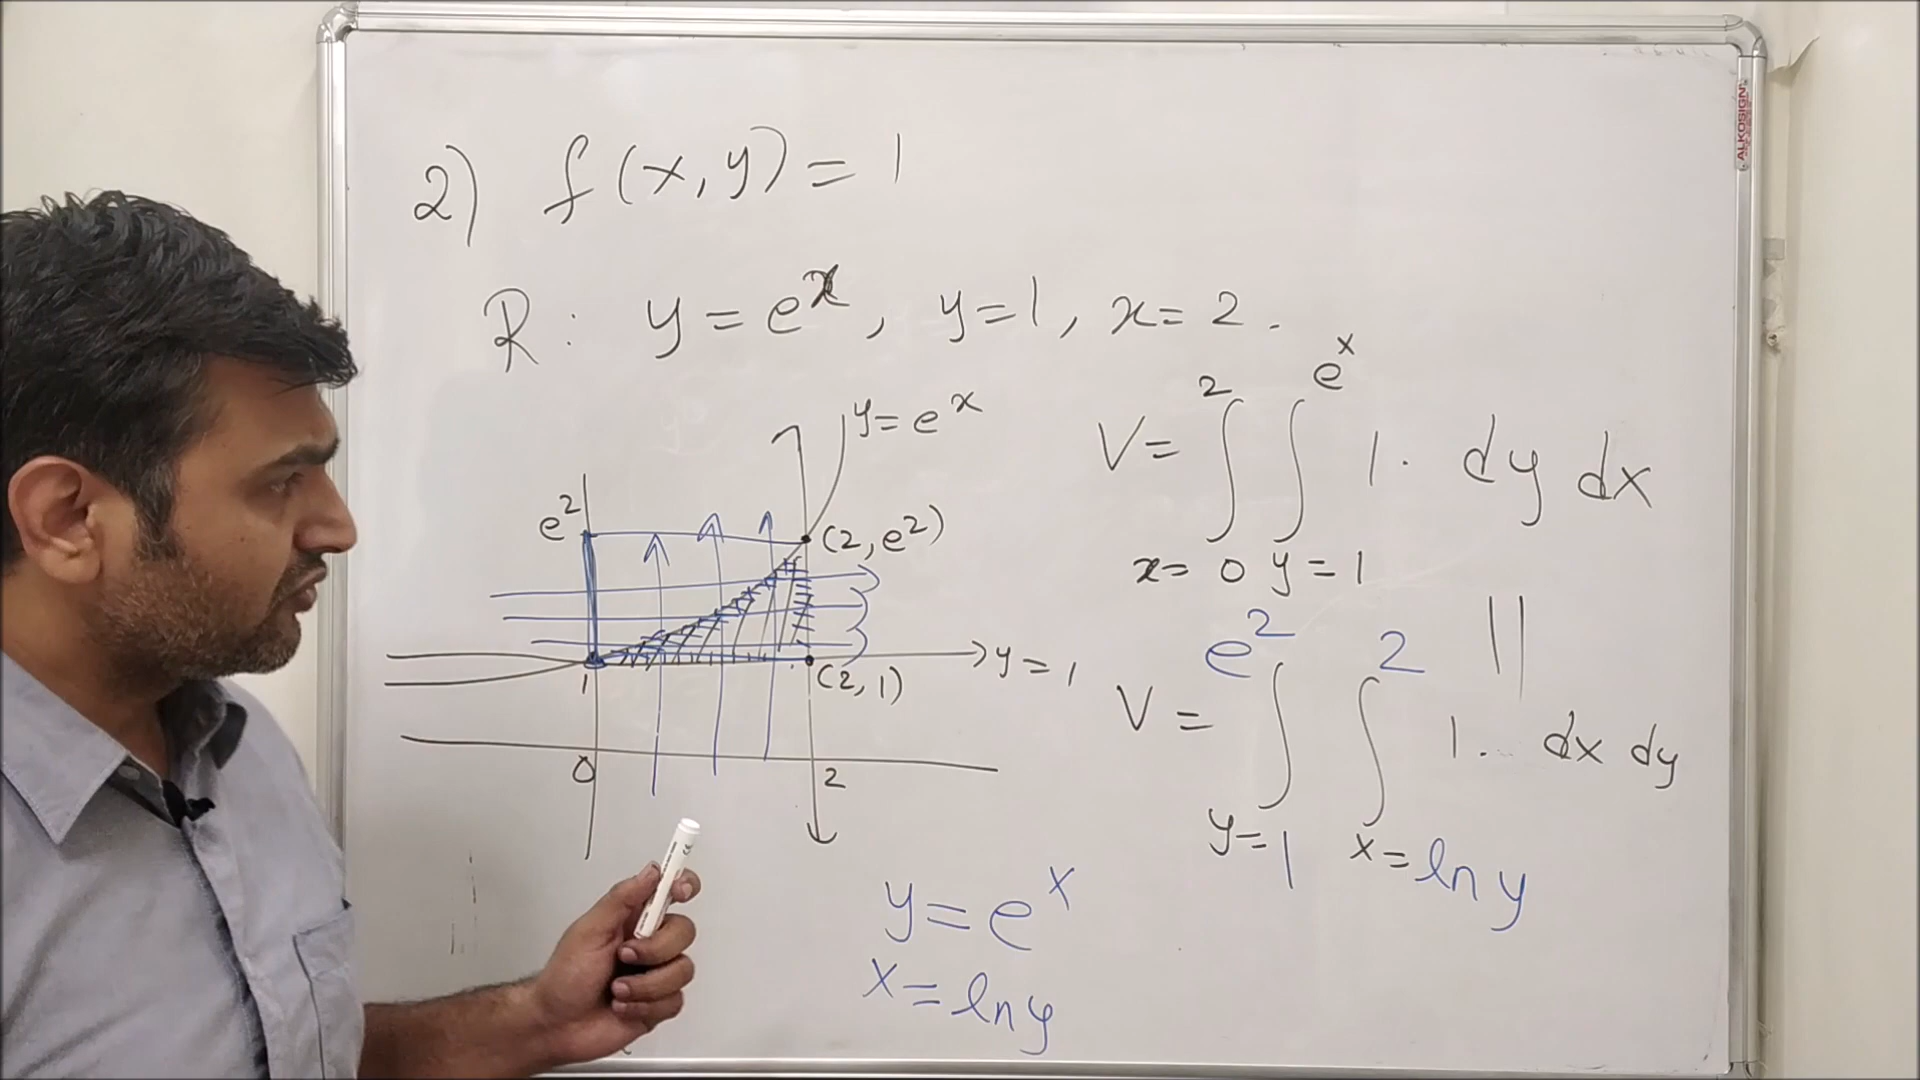 2) f(x,y) = 1
R: y = e^x, y=1, x= 2.
y= e^x
e^2
(2, e^2)
1
(2, 1)
y = 1
0
2
V= ∫_{x=0}^{2} ∫_{y=1}^{e^x} 1. dy dx
||
V = ∫_{y=1}^{e^2} ∫_{x=ln y}^{2} 1. dx dy
y = e^x
x = ln y
ALKOSIGN